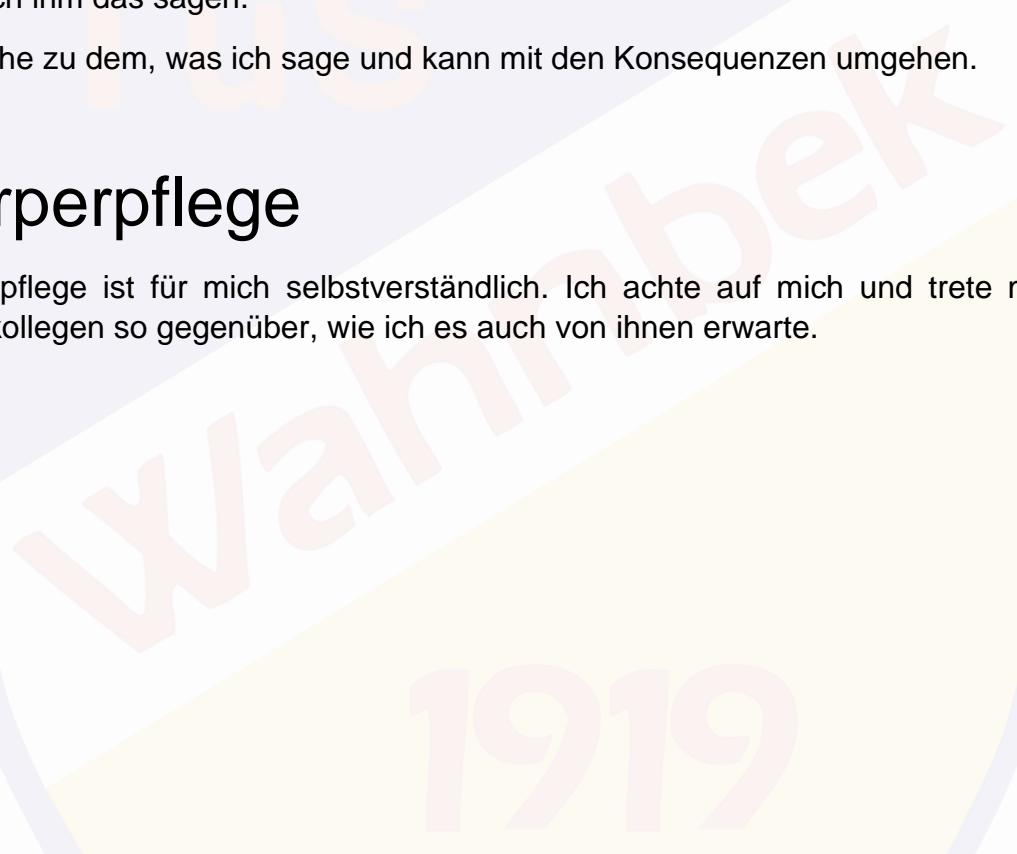 ch ihm das sagen.
he zu dem, was ich sage und kann mit den Konsequenzen umgehen.
rperpflege
pflege ist für mich selbstverständlich. Ich achte auf mich und trete
kollegen so gegenüber, wie ich es auch von ihnen erwarte.
TuS
Wahnbek
1919